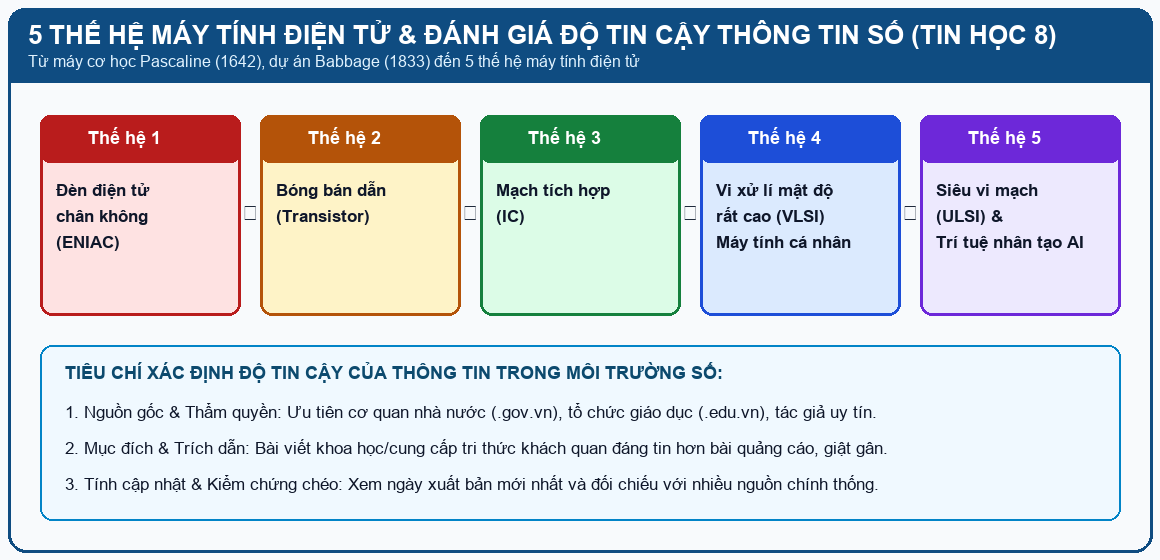 5 THẾ HỆ MÁY TÍNH ĐIỆN TỬ & ĐÁNH GIÁ ĐỘ TIN CẬY THÔNG TIN SỐ (TIN HỌC 8)
Từ máy cơ học Pascaline (1642), dự án Babbage (1833) đến 5 thế hệ máy tính điện tử
Thế hệ 1
Đèn điện tử
chân không
(ENIAC)
Thế hệ 2
Bóng bán dẫn
(Transistor)
Thế hệ 3
Mạch tích hợp
(IC)
Thế hệ 4
Vi xử lí mật độ
rất cao (VLSI)
Máy tính cá nhân
Thế hệ 5
Siêu vi mạch
(ULSI) &
Trí tuệ nhân tạo AI
TIÊU CHÍ XÁC ĐỊNH ĐỘ TIN CẬY CỦA THÔNG TIN TRONG MÔI TRƯỜNG SỐ:
1. Nguồn gốc & Thẩm quyền: Ưu tiên cơ quan nhà nước (.gov.vn), tổ chức giáo dục (.edu.vn), tác giả uy tín.
2. Mục đích & Trích dẫn: Bài viết khoa học/cung cấp tri thức khách quan đáng tin hơn bài quảng cáo, giật gân.
3. Tính cập nhật & Kiểm chứng chéo: Xem ngày xuất bản mới nhất và đối chiếu với nhiều nguồn chính thống.